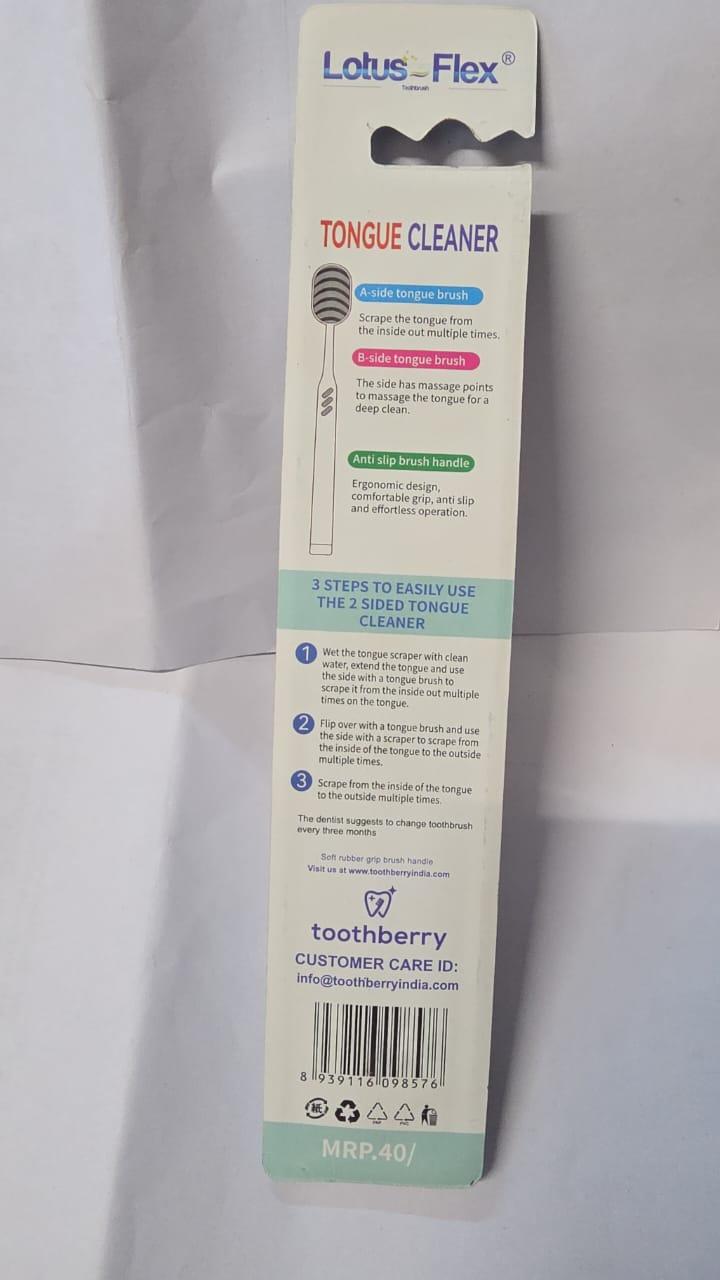 Lotus Flex®
Toothbrush
TONGUE CLEANER
A-side tongue brush
Scrape the tongue from
the inside out multiple times.
B-side tongue brush
The side has massage points
to massage the tongue for a
deep clean.
Anti slip brush handle
Ergonomic design,
comfortable grip, anti slip
and effortless operation.
3 STEPS TO EASILY USE
THE 2 SIDED TONGUE
CLEANER
1 Wet the tongue scraper with clean
water, extend the tongue and use
the side with a tongue brush to
scrape it from the inside out multiple
times on the tongue.
2 Flip over with a tongue brush and use
the side with a scraper to scrape from
the inside of the tongue to the outside
multiple times.
3 Scrape from the inside of the tongue
to the outside multiple times.
The dentist suggests to change toothbrush
every three months
Soft rubber grip brush handle
Visit us at www.toothberryindia.com
toothberry
CUSTOMER CARE ID:
info@toothberryindia.com
8 939116 098576
紙
MRP.40/